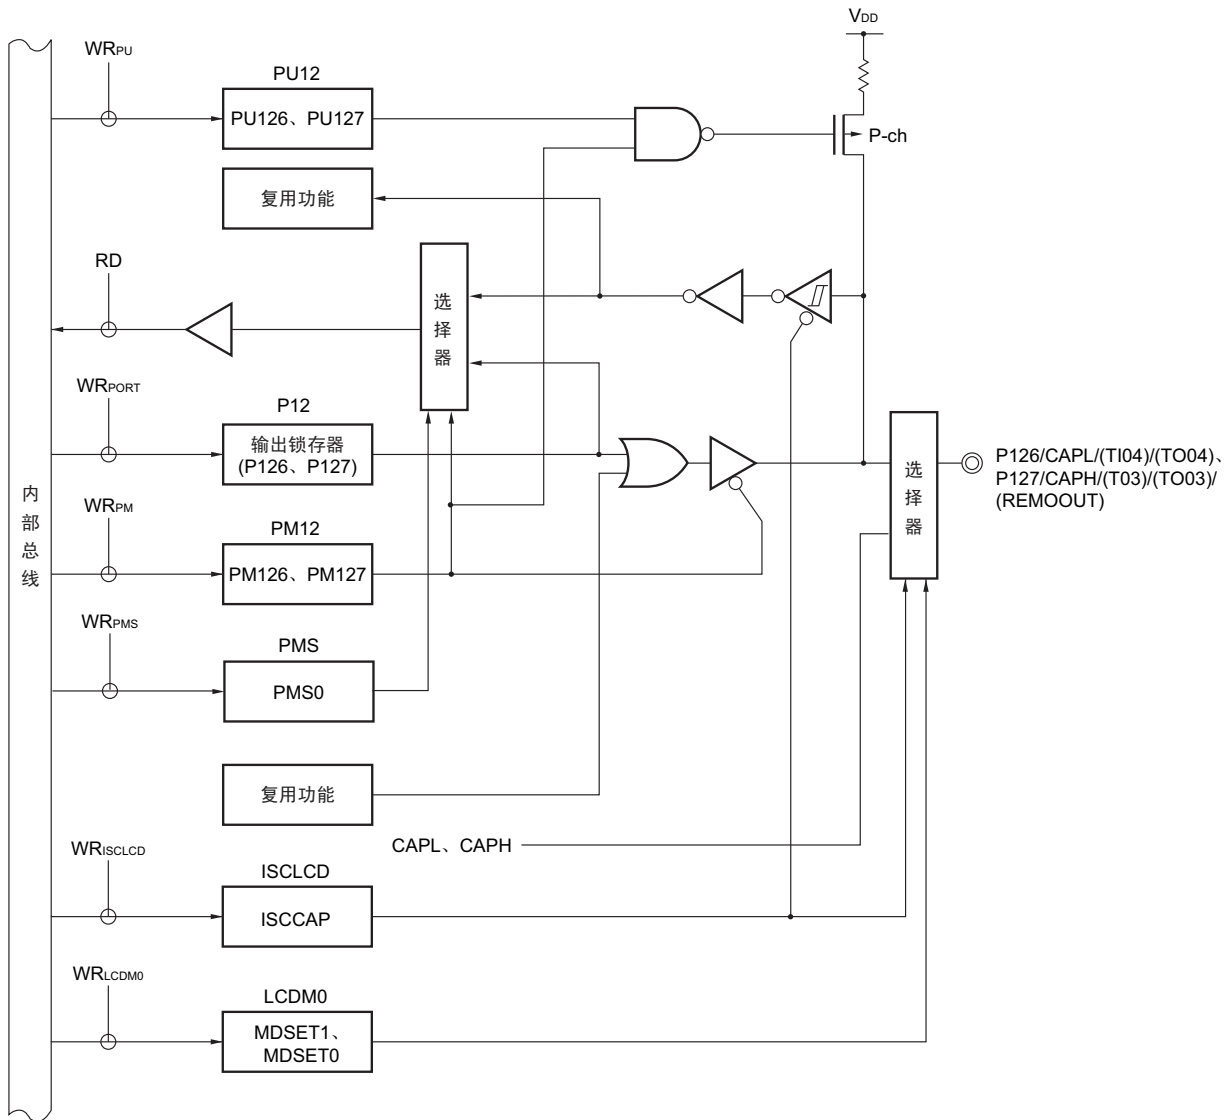 VDD
WRPU
PU12
PU126、PU127
P-ch
复用功能
RD
选择器
WRPORT
P12
输出锁存器
(P126、P127)
选择器
P126/CAPL/(TI04)/(TO04)、
P127/CAPH/(T03)/(TO03)/
(REMOOUT)
内部总线
WRPM
PM12
PM126、PM127
WRPMS
PMS
PMS0
复用功能
CAPL、CAPH
WRISCLCD
ISCLCD
ISCCAP
WRLCDM0
LCDM0
MDSET1、
MDSET0